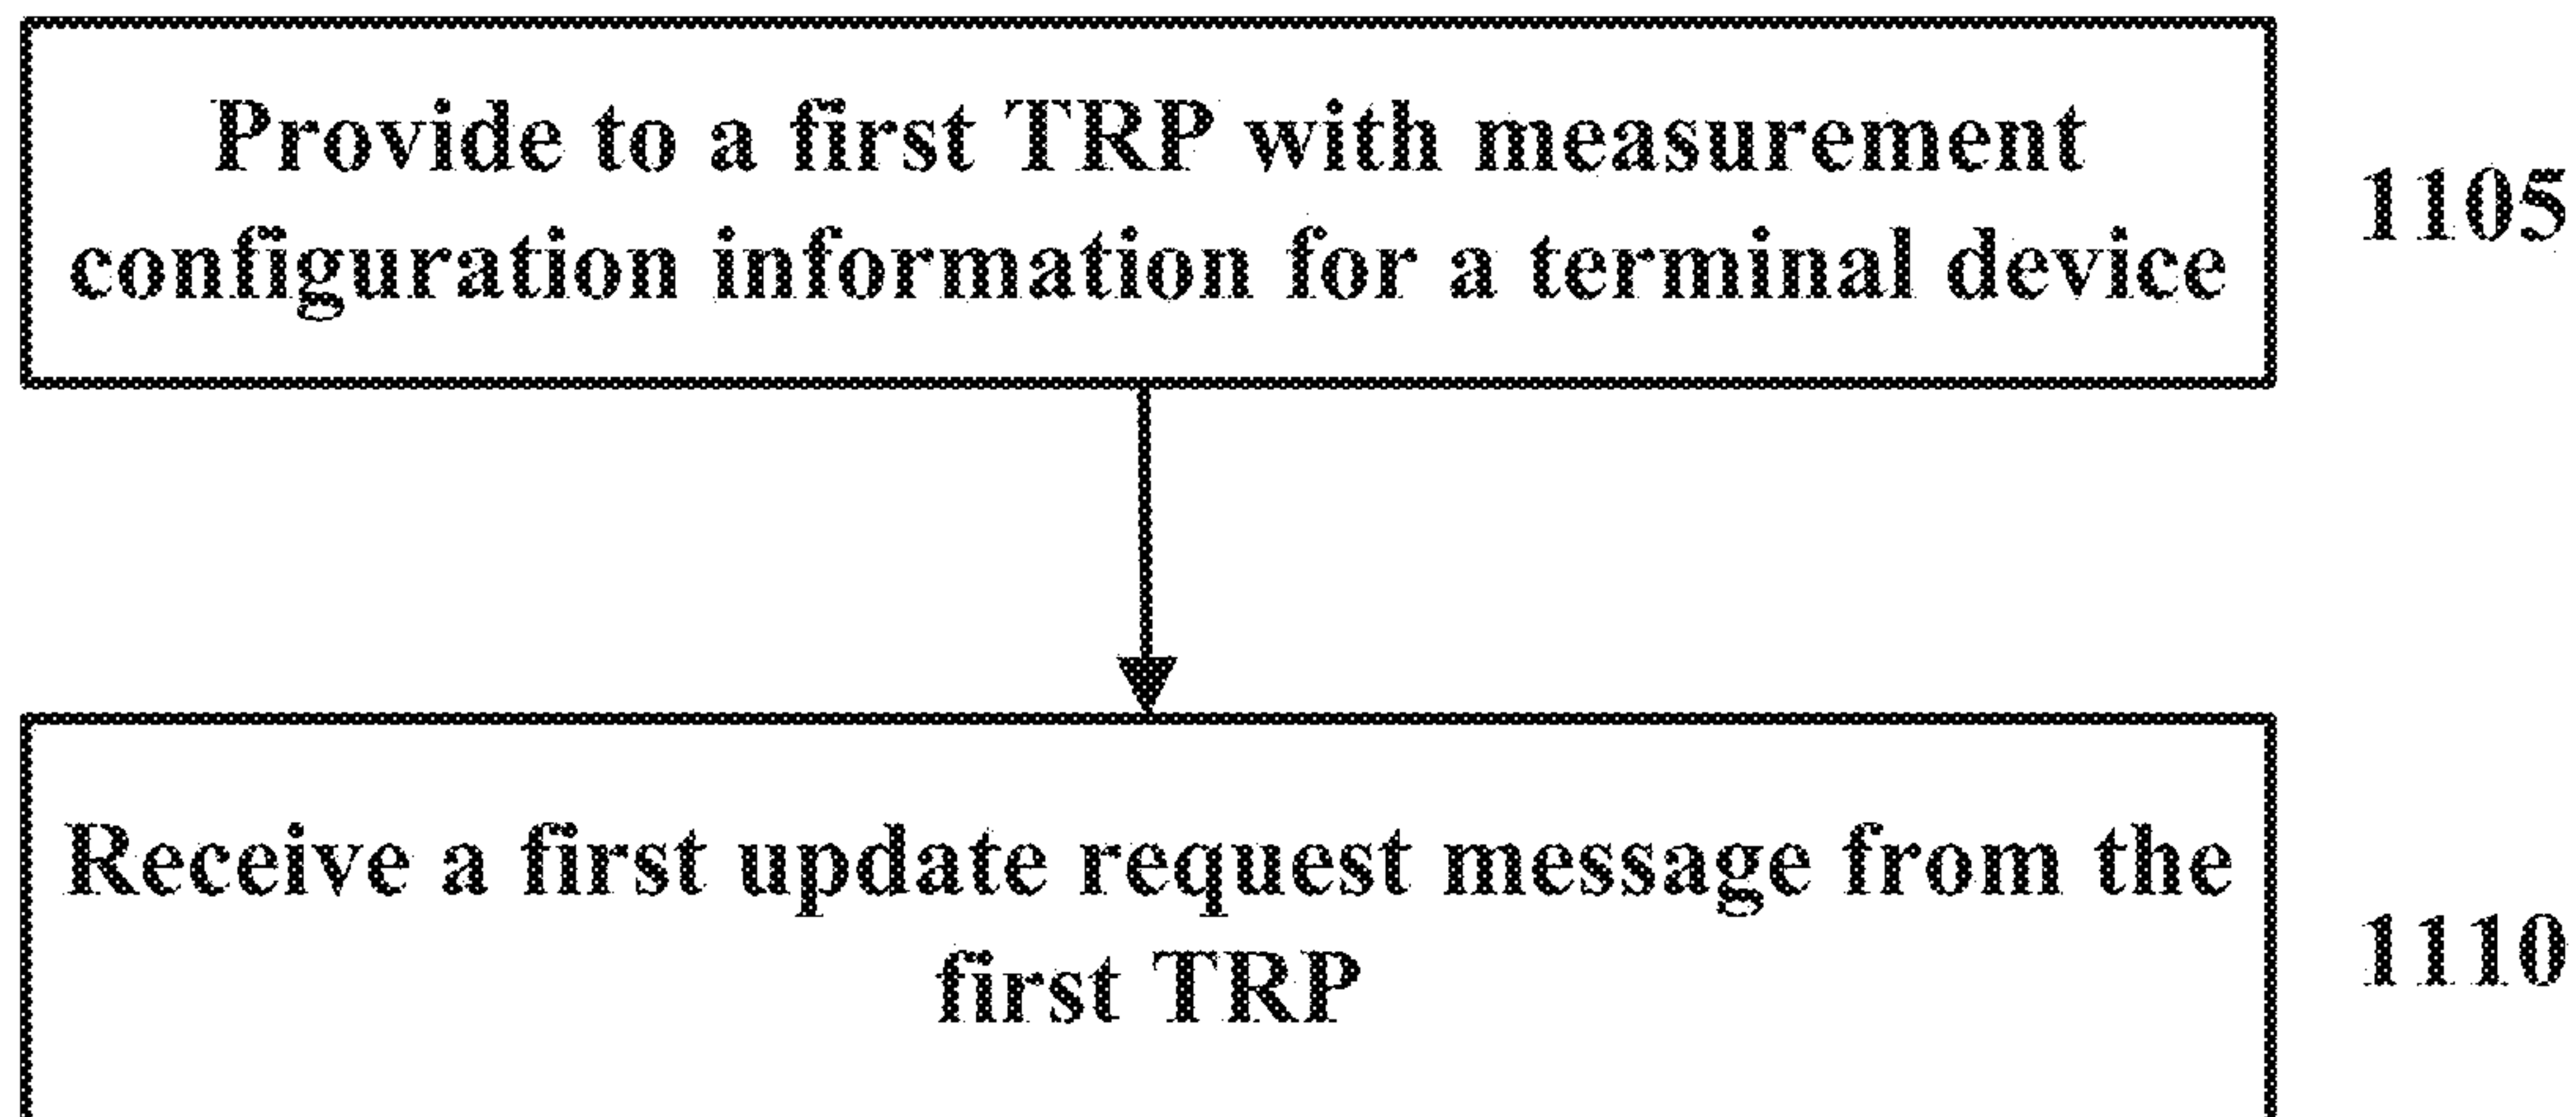 Provide to a first TRP with measurement
configuration information for a terminal device
1105
Receive a first update request message from the
first TRP
1110